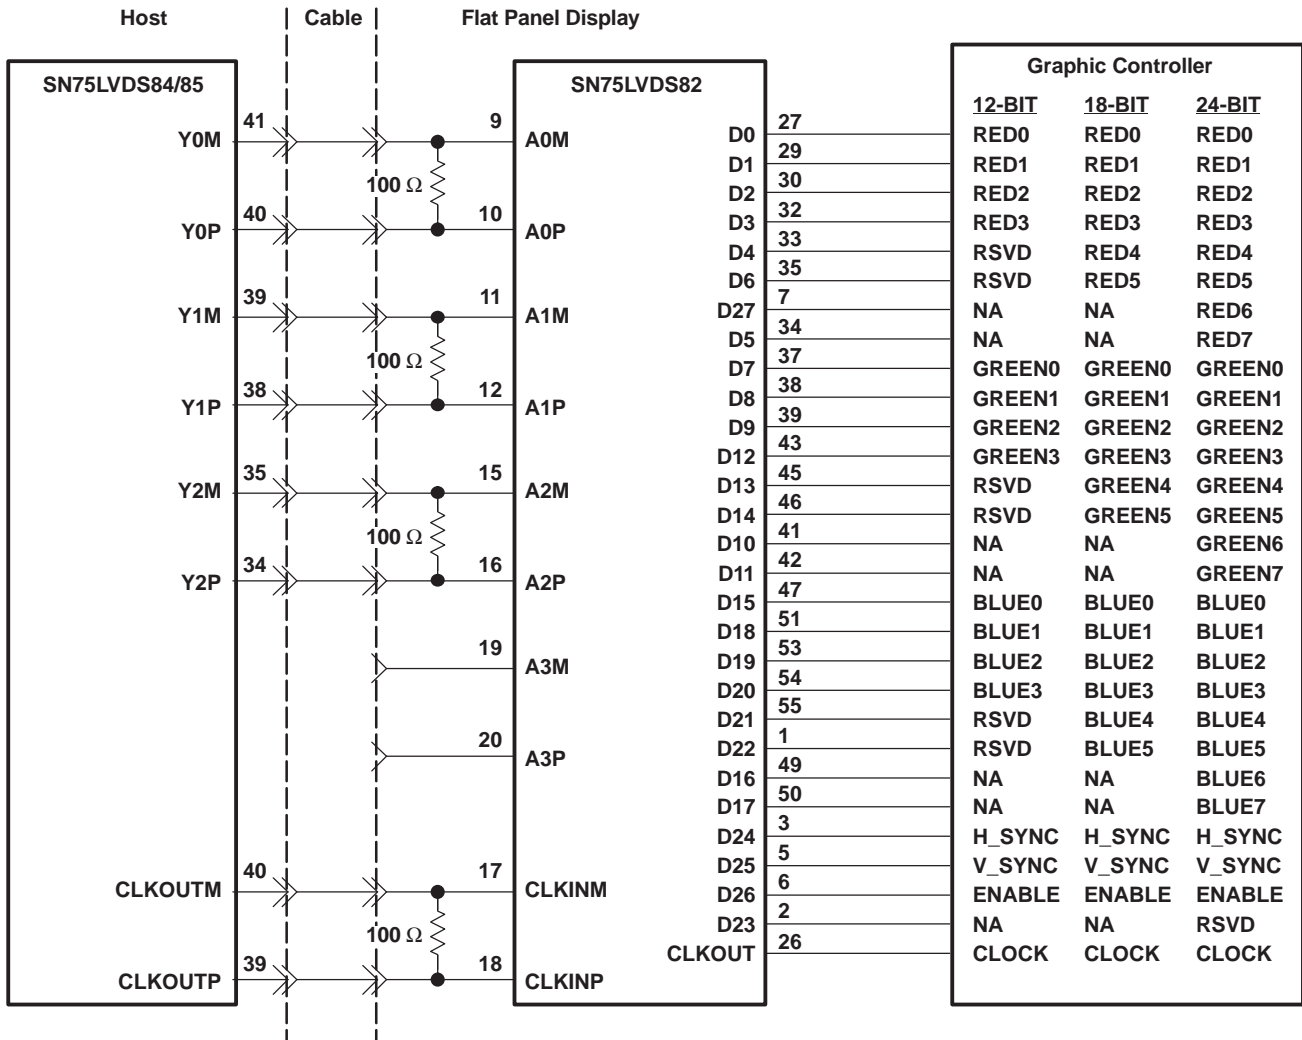 Host Cable Flat Panel Display
SN75LVDS84/85
Y0M 41
Y0P 40
Y1M 39
Y1P 38
Y2M 35
Y2P 34
CLKOUTM 40
CLKOUTP 39
100 Ω
100 Ω
100 Ω
100 Ω
SN75LVDS82
9 A0M
10 A0P
11 A1M
12 A1P
15 A2M
16 A2P
19 A3M
20 A3P
17 CLKINM
18 CLKINP
Graphic Controller
12-BIT 18-BIT 24-BIT
D0 27 RED0 RED0 RED0
D1 29 RED1 RED1 RED1
D2 30 RED2 RED2 RED2
D3 32 RED3 RED3 RED3
D4 33 RSVD RED4 RED4
D6 35 RSVD RED5 RED5
D27 7 NA NA RED6
D5 34 NA NA RED7
D7 37 GREEN0 GREEN0 GREEN0
D8 38 GREEN1 GREEN1 GREEN1
D9 39 GREEN2 GREEN2 GREEN2
D12 43 GREEN3 GREEN3 GREEN3
D13 45 RSVD GREEN4 GREEN4
D14 46 RSVD GREEN5 GREEN5
D10 41 NA NA GREEN6
D11 42 NA NA GREEN7
D15 47 BLUE0 BLUE0 BLUE0
D18 51 BLUE1 BLUE1 BLUE1
D19 53 BLUE2 BLUE2 BLUE2
D20 54 BLUE3 BLUE3 BLUE3
D21 55 RSVD BLUE4 BLUE4
D22 1 RSVD BLUE5 BLUE5
D16 49 NA NA BLUE6
D17 50 NA NA BLUE7
D24 3 H_SYNC H_SYNC H_SYNC
D25 5 V_SYNC V_SYNC V_SYNC
D26 6 ENABLE ENABLE ENABLE
D23 2 NA NA RSVD
CLKOUT 26 CLOCK CLOCK CLOCK